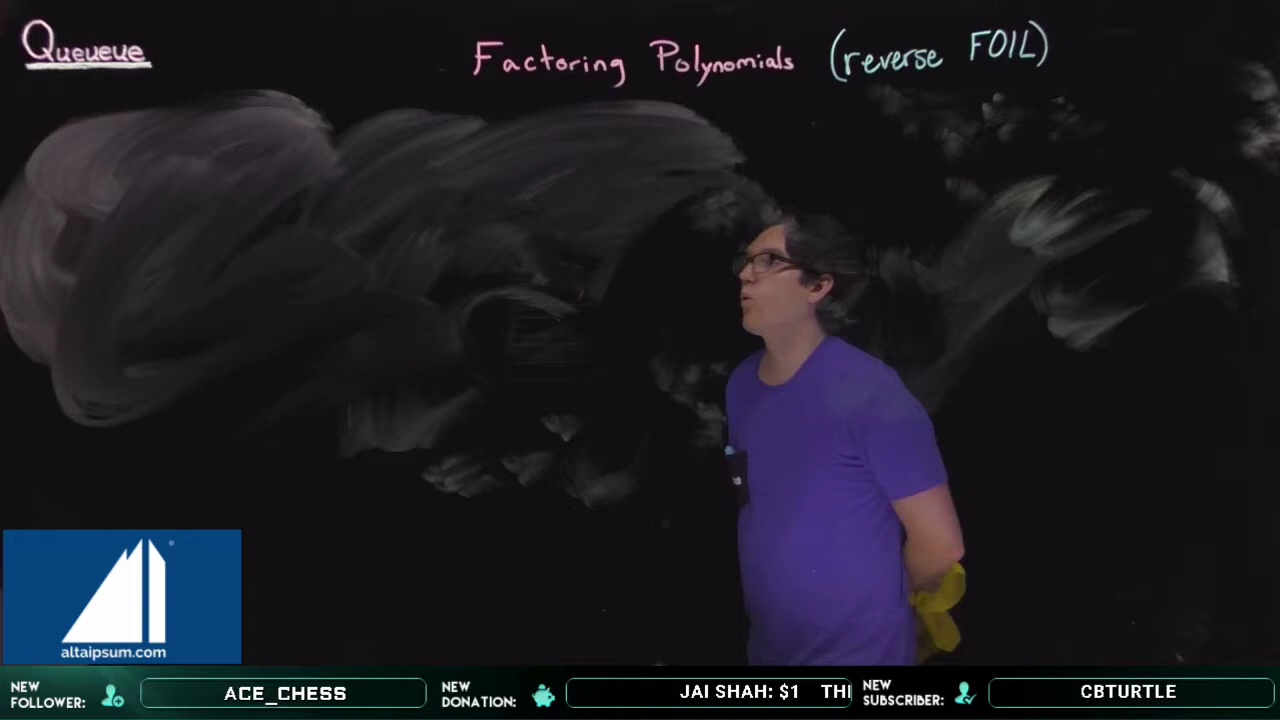 Queueue
Factoring Polynomials (reverse FOIL)
altaipsum.com
NEW FOLLOWER:
ACE_CHESS
NEW DONATION:
JAI SHAH: $1
NEW SUBSCRIBER:
CBTURTLE